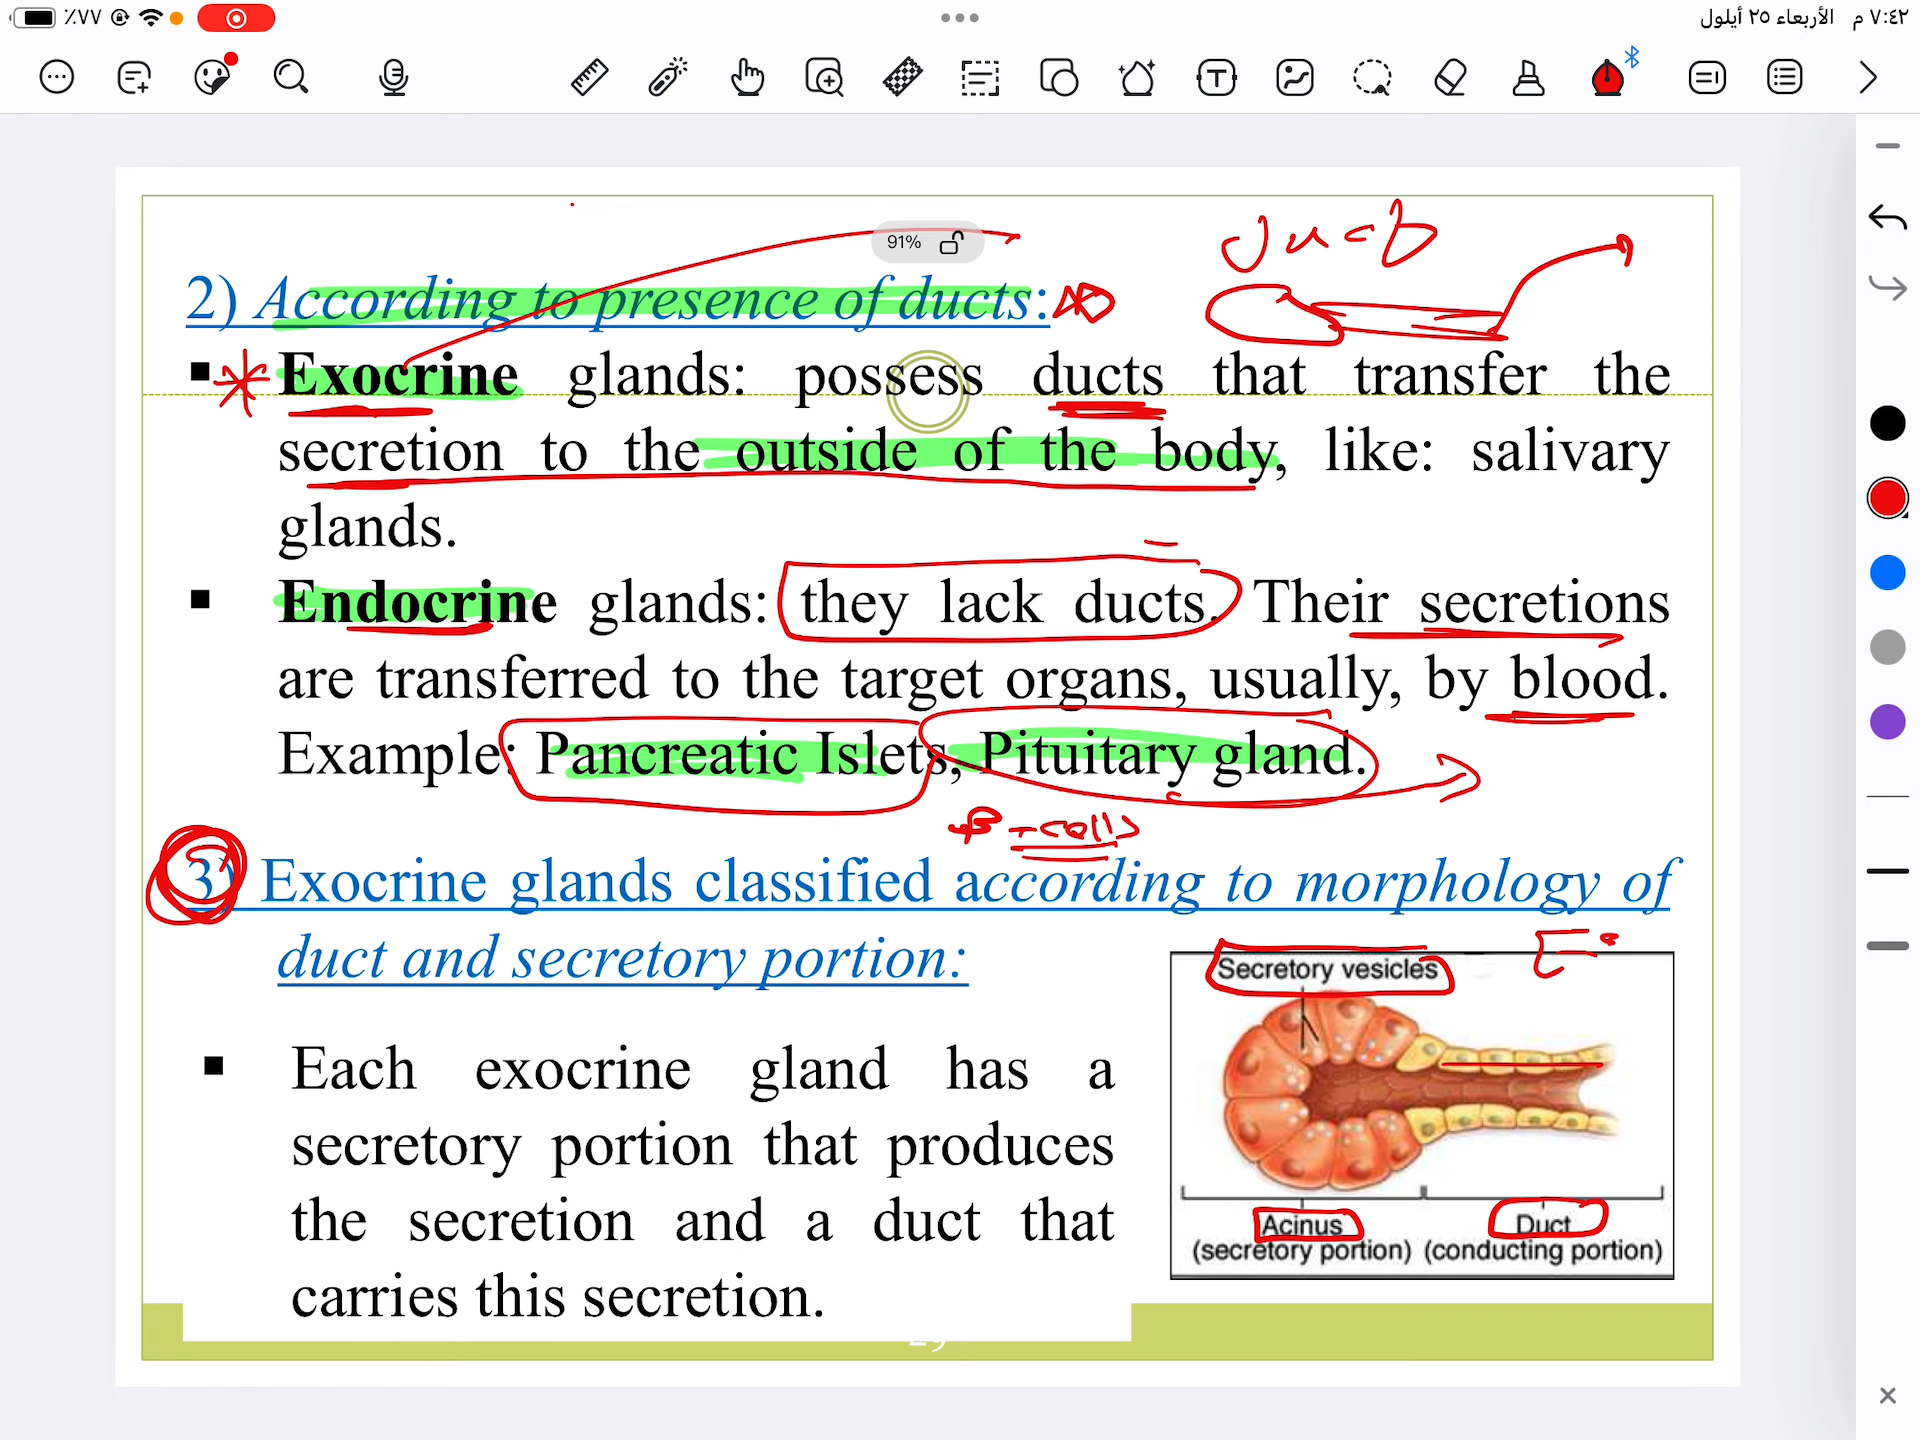 ٪٧٧
٧:٤٢ م الأربعاء ٢٥ أيلول
91%
2) According to presence of ducts:
▪ Exocrine glands: possess ducts that transfer the
secretion to the outside of the body, like: salivary
glands.
▪ Endocrine glands: they lack ducts. Their secretions
are transferred to the target organs, usually, by blood.
Example: Pancreatic Islets, Pituitary gland.
β-cells
3) Exocrine glands classified according to morphology of
duct and secretory portion:
▪ Each exocrine gland has a
secretory portion that produces
the secretion and a duct that
carries this secretion.
Secretory vesicles
Acinus
(secretory portion)
Duct
(conducting portion)